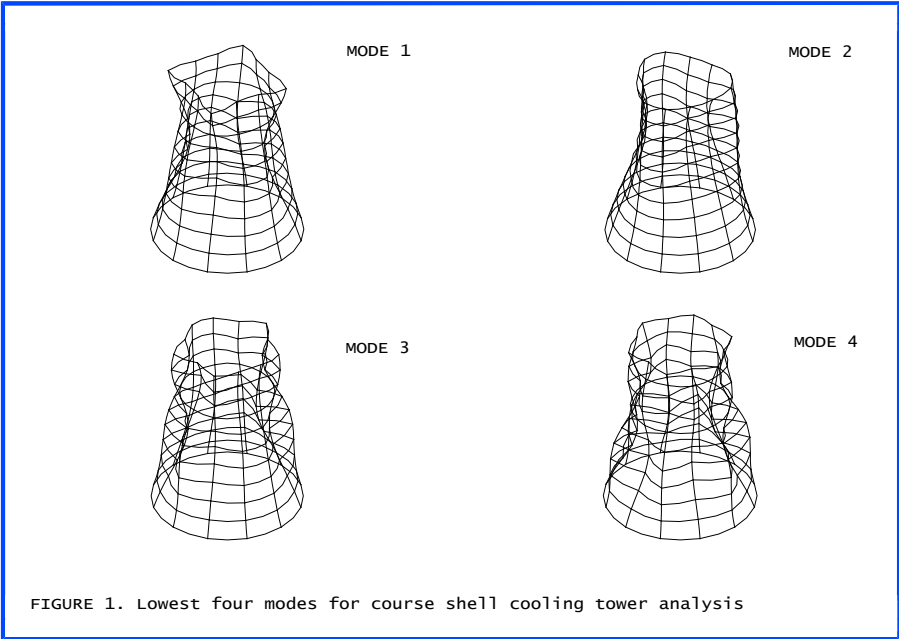 MODE 1
MODE 2
MODE 3
MODE 4
FIGURE 1. Lowest four modes for course shell cooling tower analysis